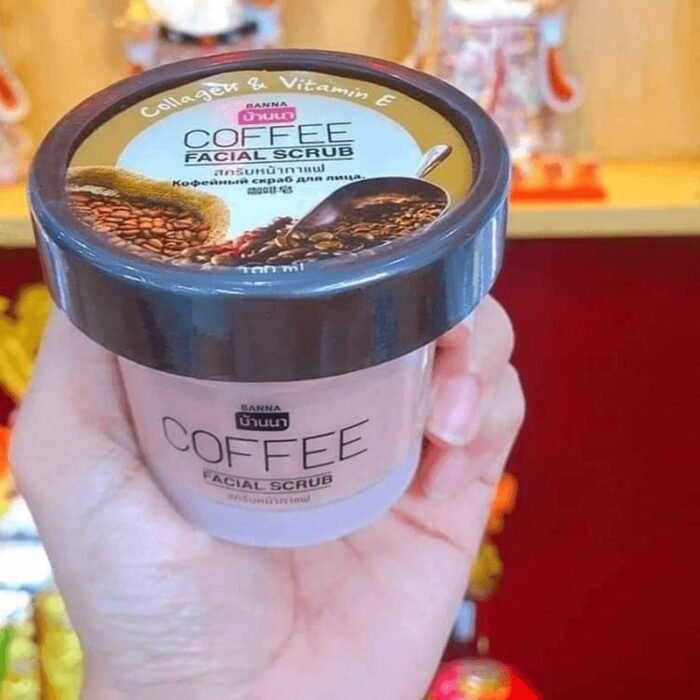 Collagen & Vitamin E
BANNA
บ้านนา
COFFEE
FACIAL SCRUB
สครับหน้ากาแฟ
Кофейный скраб для лица.
咖啡皂
100 ml
BANNA
บ้านนา
COFFEE
FACIAL SCRUB
สครับหน้ากาแฟ